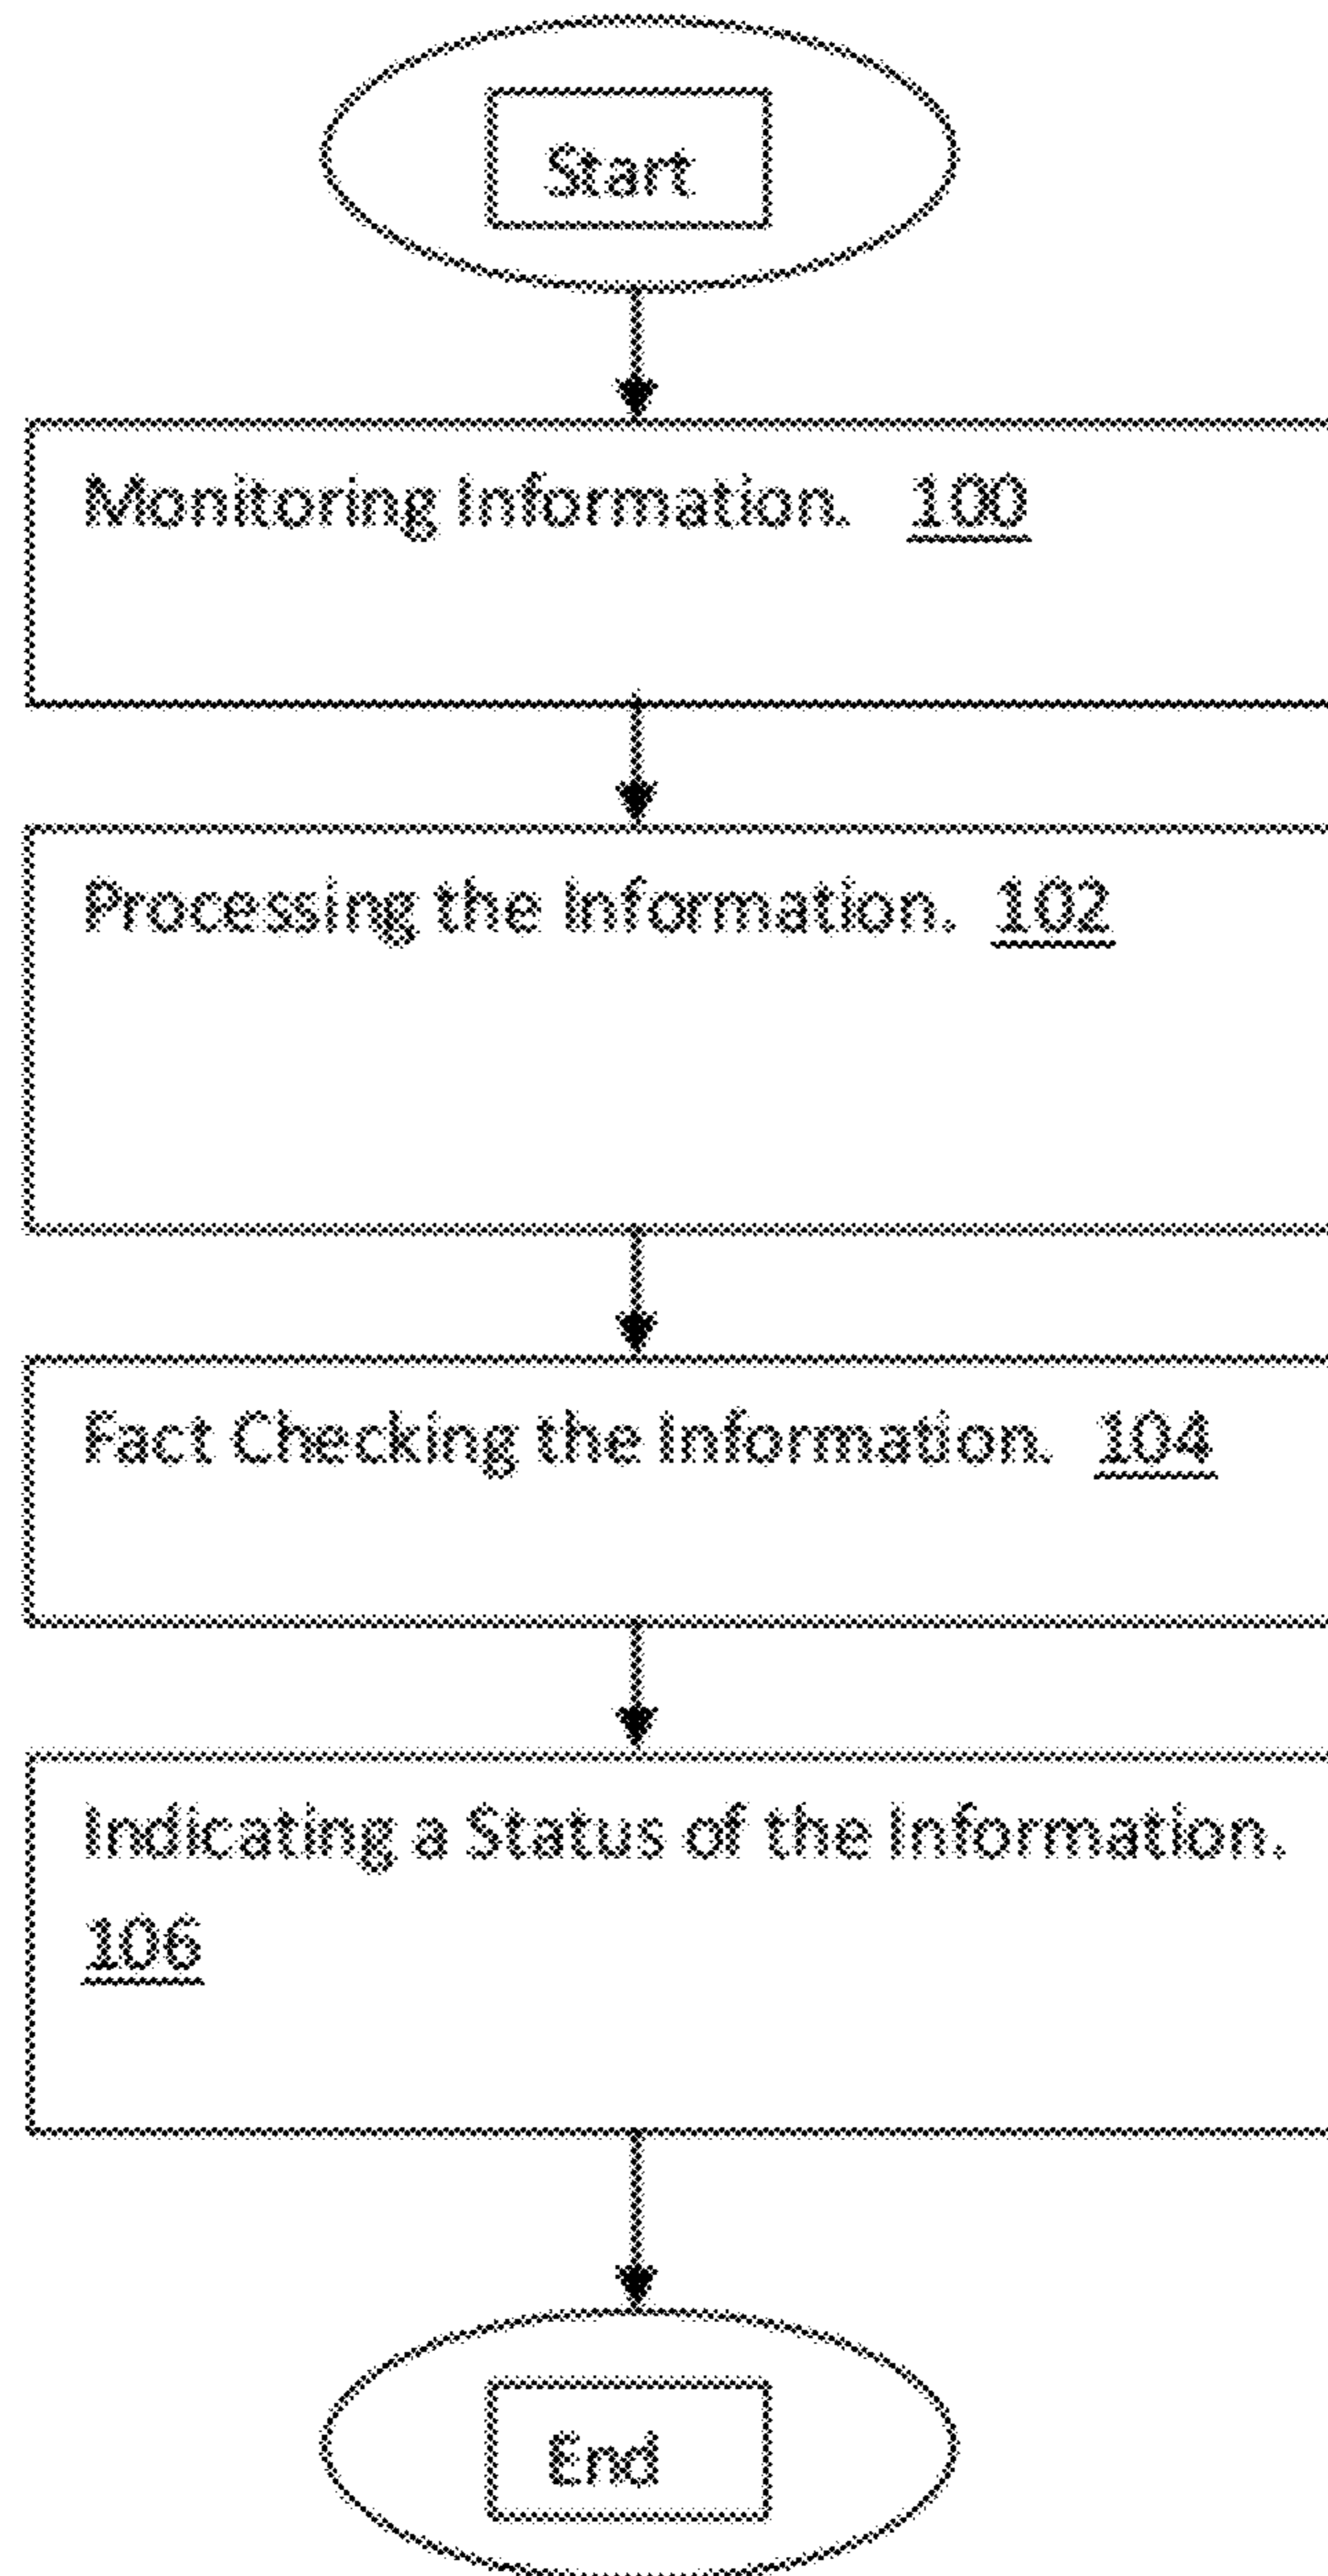 Start
Monitoring Information. 100
Processing the Information. 102
Fact Checking the Information. 104
Indicating a Status of the Information.
106
End